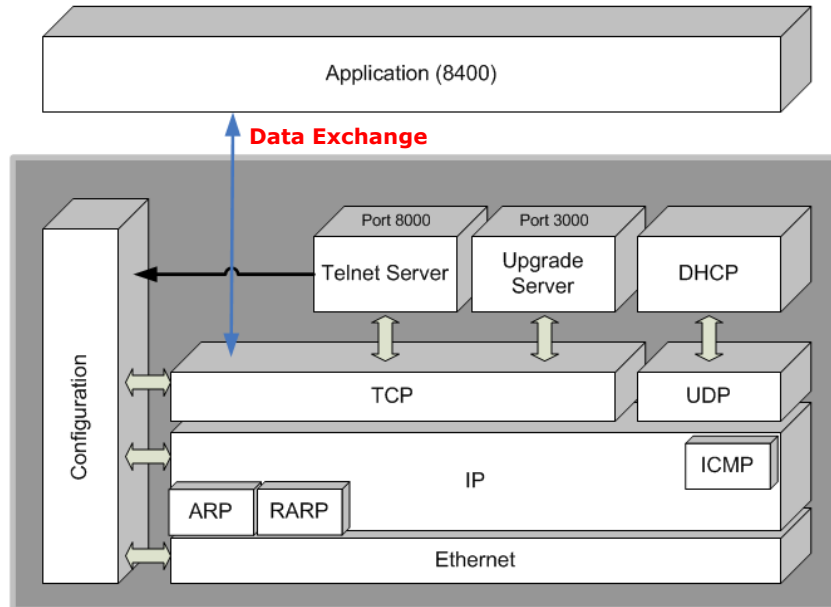 Application (8400)
Data Exchange
Port 8000
Port 3000
Telnet Server
Upgrade
Server
DHCP
Configuration
TCP
UDP
IP
ICMP
ARP
RARP
Ethernet